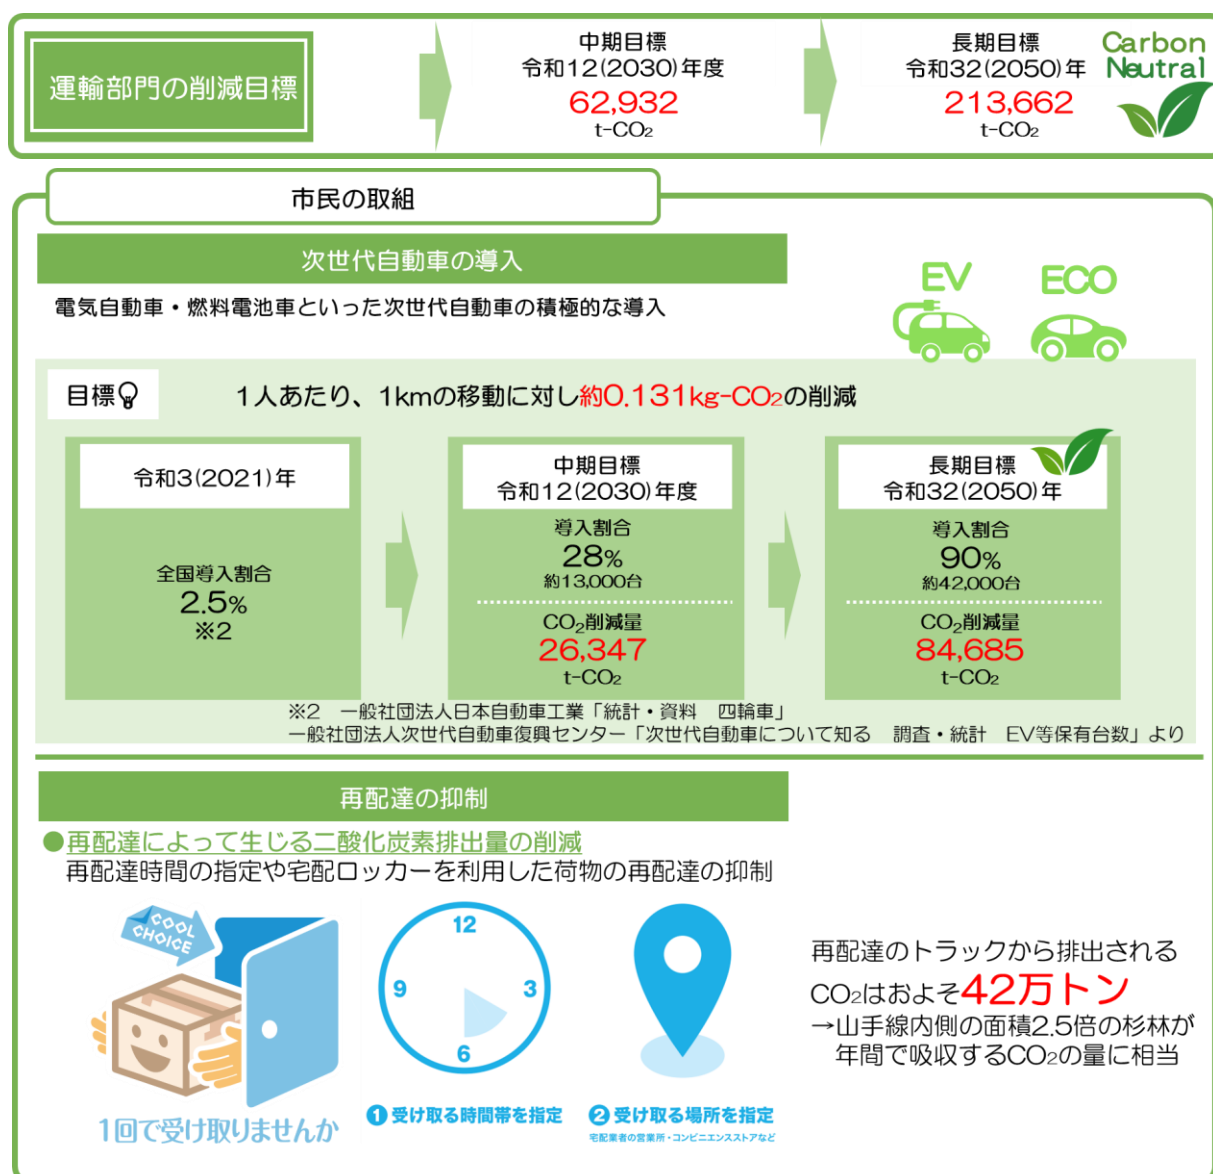 運輸部門の削減目標
中期目標
令和12(2030)年度
62,932
t-CO₂
長期目標
令和32(2050)年
213,662
t-CO₂
Carbon
Neutral
市民の取組
次世代自動車の導入
電気自動車・燃料電池車といった次世代自動車の積極的な導入
EV
ECO
目標
1人あたり、1kmの移動に対し約0.131kg-CO₂の削減
令和3(2021)年
全国導入割合
2.5%
※2
中期目標
令和12(2030)年度
導入割合
28%
約13,000台
CO₂削減量
26,347
t-CO₂
長期目標
令和32(2050)年
導入割合
90%
約42,000台
CO₂削減量
84,685
t-CO₂
※2　一般社団法人日本自動車工業「統計・資料　四輪車」
一般社団法人次世代自動車復興センター「次世代自動車について知る　調査・統計　EV等保有台数」より
再配達の抑制
●再配達によって生じる二酸化炭素排出量の削減
再配達時間の指定や宅配ロッカーを利用した荷物の再配達の抑制
COOL
CHOICE
1回で受け取りませんか
12
3
6
9
❶受け取る時間帯を指定
❷受け取る場所を指定
宅配業者の営業所・コンビニエンスストアなど
再配達のトラックから排出される
CO₂はおよそ42万トン
→山手線内側の面積2.5倍の杉林が
年間で吸収するCO₂の量に相当